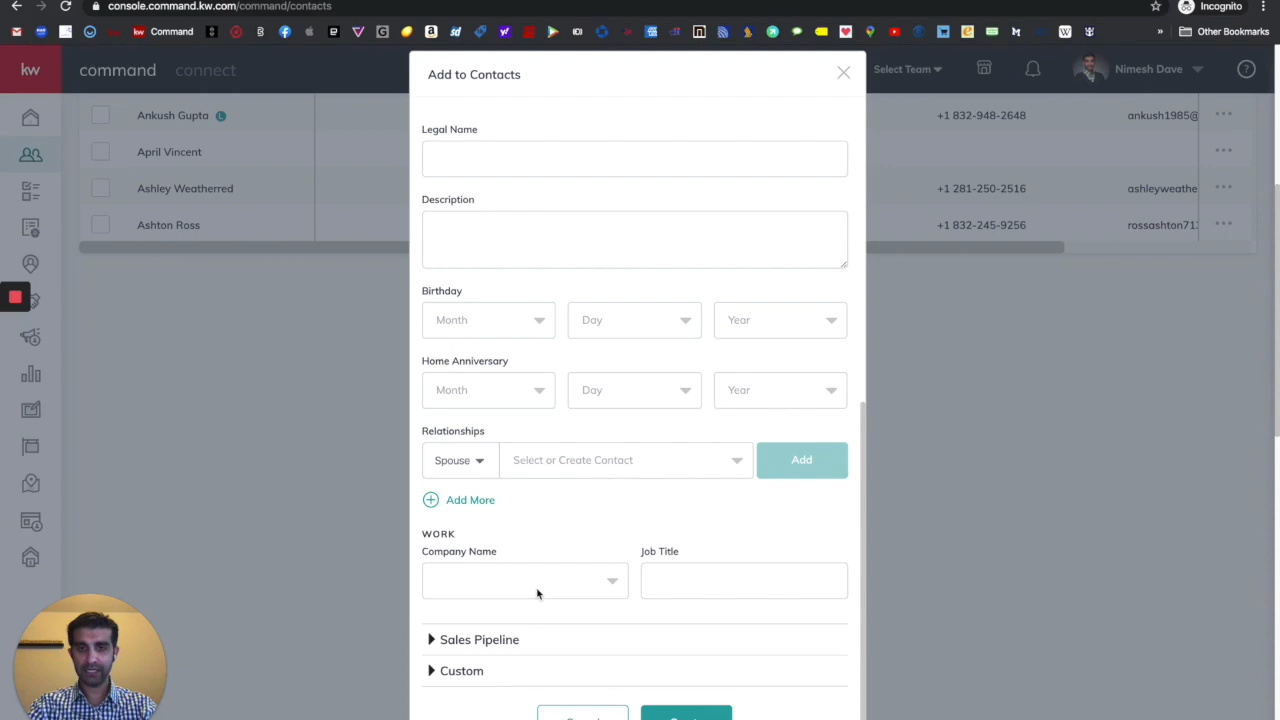 console.command.kw.com/command/contacts
Incognito
Command
Other Bookmarks
kw
command
connect
Add to Contacts
Select Team
Nimesh Dave
Ankush Gupta L
+1 832-948-2648
ankush1985@
April Vincent
Ashley Weatherred
+1 281-250-2516
ashleyweathe
Ashton Ross
+1 832-245-9256
rossashton713
Legal Name
Description
Birthday
Month
Day
Year
Home Anniversary
Month
Day
Year
Relationships
Spouse
Select or Create Contact
Add
Add More
WORK
Company Name
Job Title
Sales Pipeline
Custom